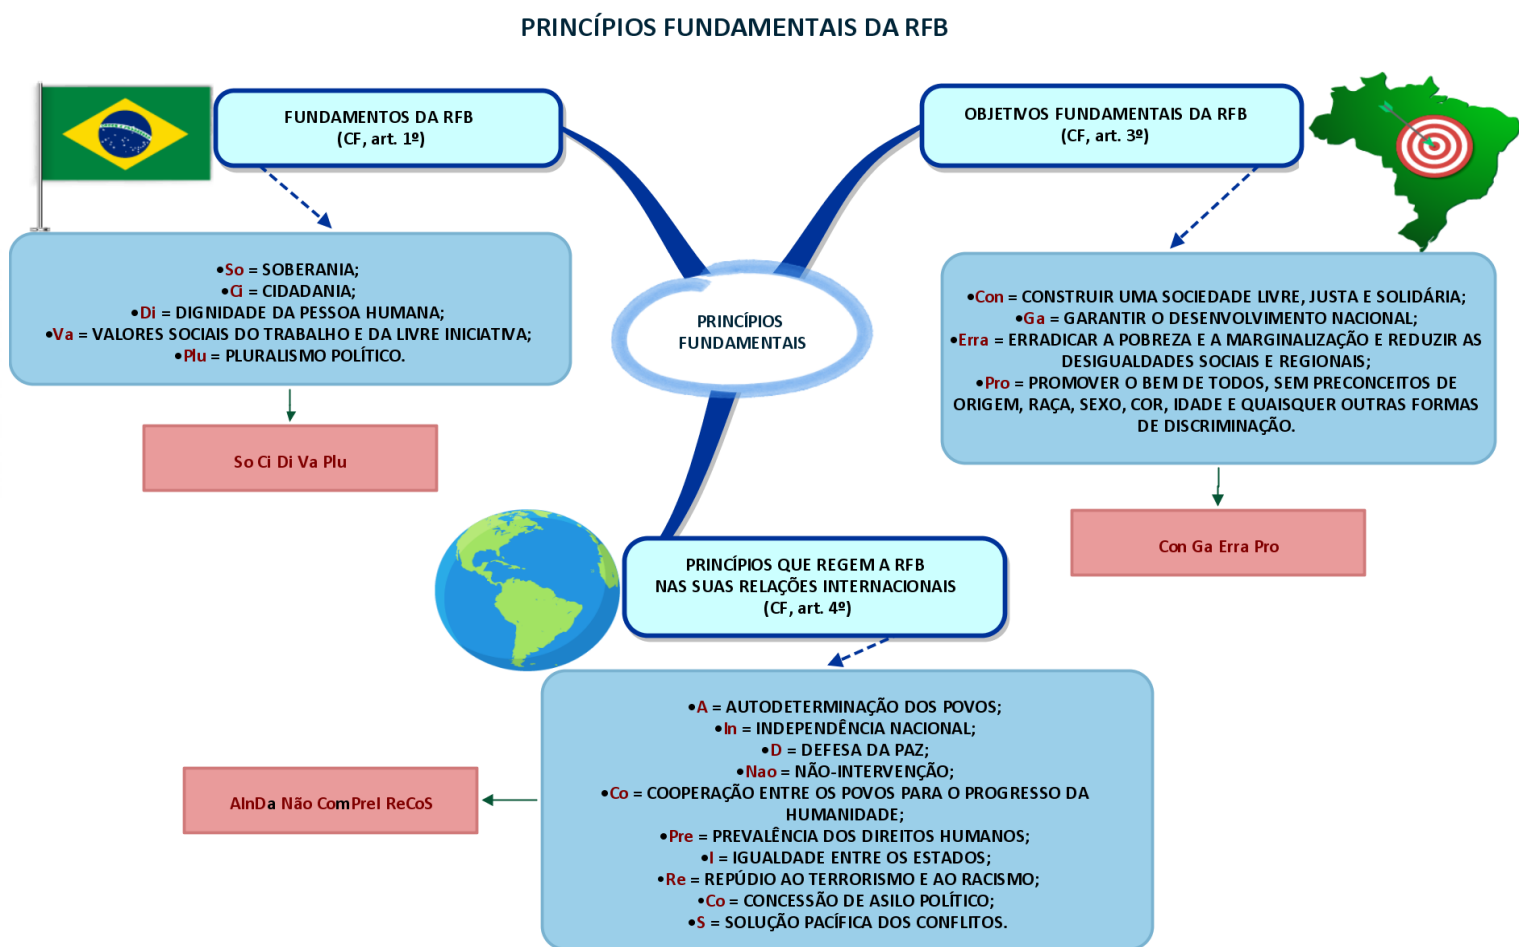 PRINCÍPIOS FUNDAMENTAIS DA RFB
FUNDAMENTOS DA RFB
(CF, art. 1º)
•So = SOBERANIA;
•Ci = CIDADANIA;
•Di = DIGNIDADE DA PESSOA HUMANA;
•Va = VALORES SOCIAIS DO TRABALHO E DA LIVRE INICIATIVA;
•Plu = PLURALISMO POLÍTICO.
So Ci Di Va Plu
OBJETIVOS FUNDAMENTAIS DA RFB
(CF, art. 3º)
•Con = CONSTRUIR UMA SOCIEDADE LIVRE, JUSTA E SOLIDÁRIA;
•Ga = GARANTIR O DESENVOLVIMENTO NACIONAL;
•Erra = ERRADICAR A POBREZA E A MARGINALIZAÇÃO E REDUZIR AS
DESIGUALDADES SOCIAIS E REGIONAIS;
•Pro = PROMOVER O BEM DE TODOS, SEM PRECONCEITOS DE
ORIGEM, RAÇA, SEXO, COR, IDADE E QUAISQUER OUTRAS FORMAS
DE DISCRIMINAÇÃO.
Con Ga Erra Pro
PRINCÍPIOS
FUNDAMENTAIS
PRINCÍPIOS QUE REGEM A RFB
NAS SUAS RELAÇÕES INTERNACIONAIS
(CF, art. 4º)
•A = AUTODETERMINAÇÃO DOS POVOS;
•In = INDEPENDÊNCIA NACIONAL;
•D = DEFESA DA PAZ;
•Nao = NÃO-INTERVENÇÃO;
•Co = COOPERAÇÃO ENTRE OS POVOS PARA O PROGRESSO DA
HUMANIDADE;
•Pre = PREVALÊNCIA DOS DIREITOS HUMANOS;
•I = IGUALDADE ENTRE OS ESTADOS;
•Re = REPÚDIO AO TERRORISMO E AO RACISMO;
•Co = CONCESSÃO DE ASILO POLÍTICO;
•S = SOLUÇÃO PACÍFICA DOS CONFLITOS.
AInDa Não ComPreI ReCoS